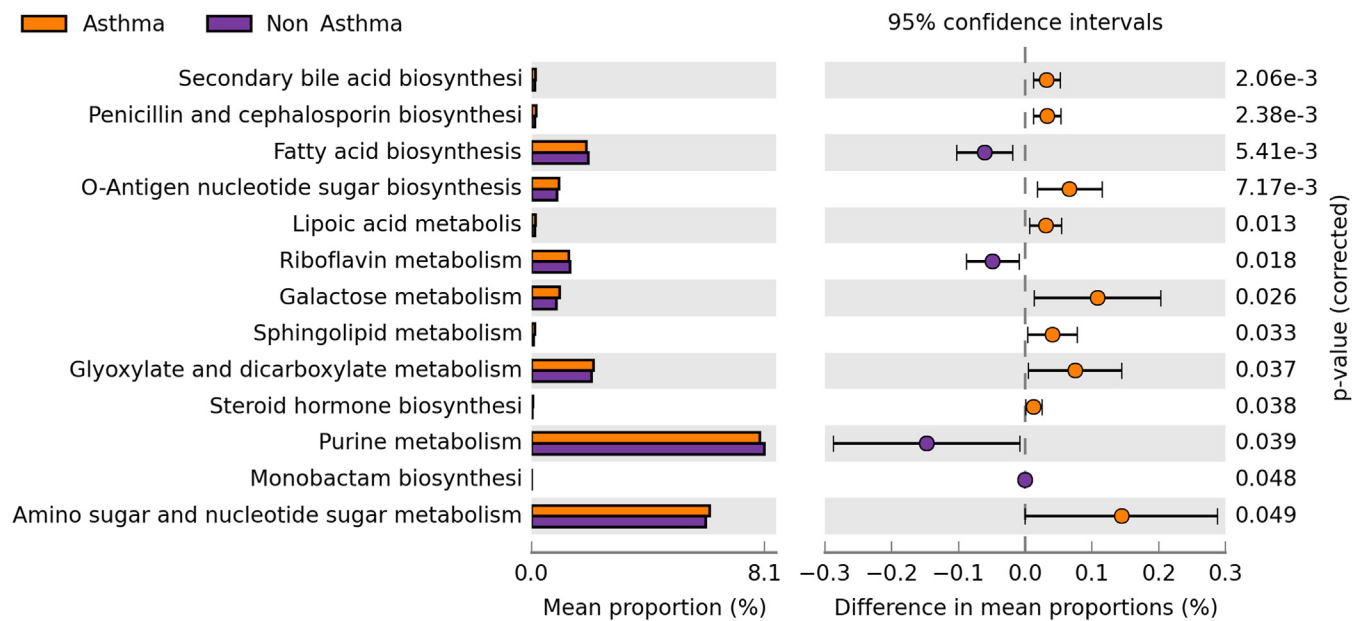 Asthma Non Asthma 95% confidence intervals
Secondary bile acid biosynthesi 2.06e-3
Penicillin and cephalosporin biosynthesi 2.38e-3
Fatty acid biosynthesis 5.41e-3
O-Antigen nucleotide sugar biosynthesis 7.17e-3
Lipoic acid metabolis 0.013
Riboflavin metabolism 0.018
Galactose metabolism 0.026
Sphingolipid metabolism 0.033
Glyoxylate and dicarboxylate metabolism 0.037
Steroid hormone biosynthesi 0.038
Purine metabolism 0.039
Monobactam biosynthesi 0.048
Amino sugar and nucleotide sugar metabolism 0.049
p-value (corrected)
0.0 8.1 −0.3 −0.2 −0.1 0.0 0.1 0.2 0.3
Mean proportion (%) Difference in mean proportions (%)